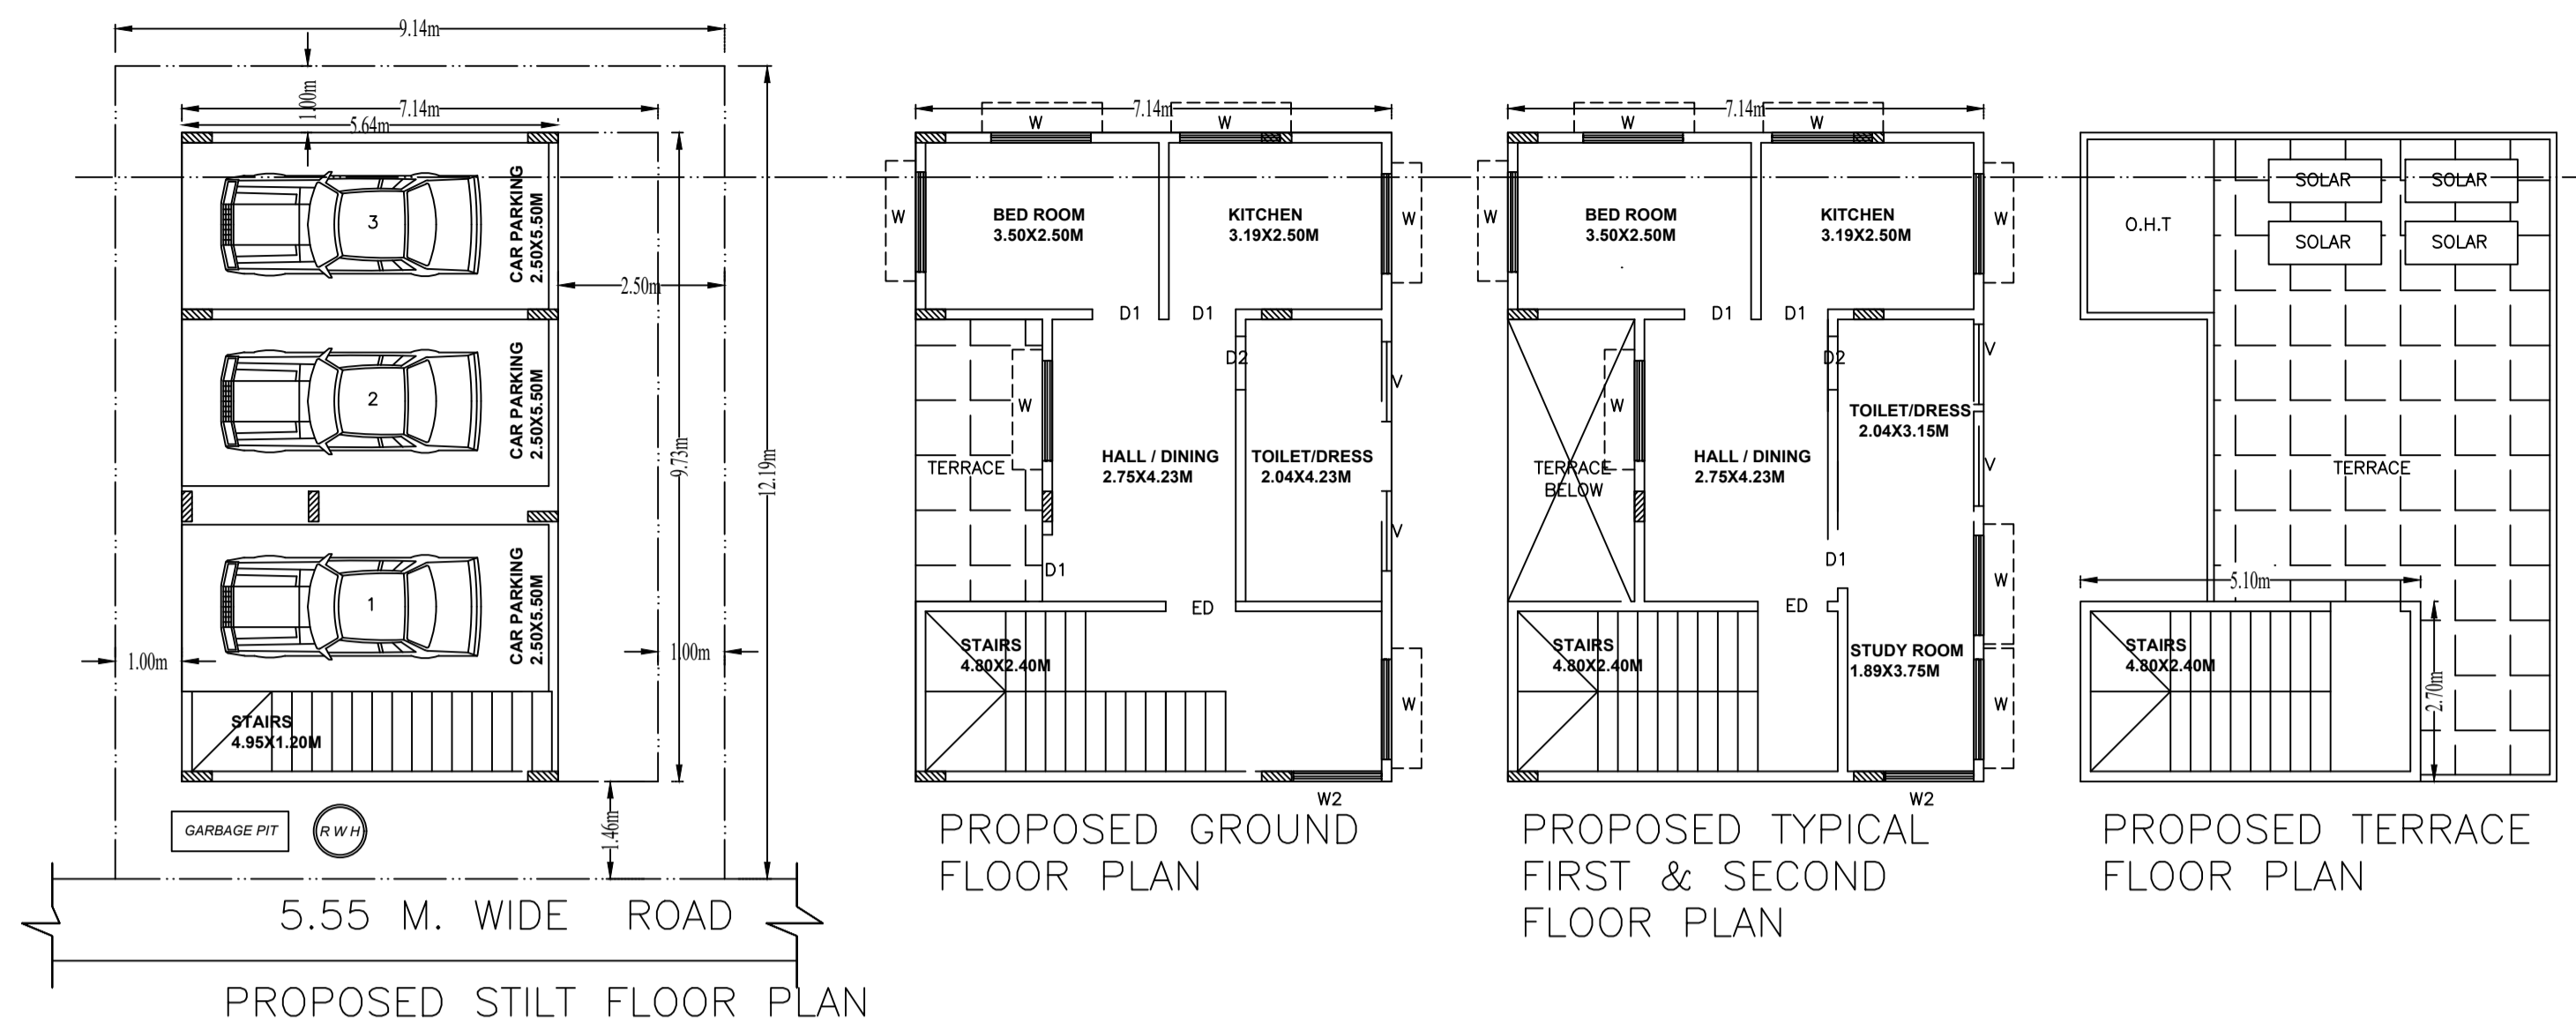 9.14m
1.00m
7.14m
5.64m
3
CAR PARKING
2.50X5.50M
2.50m
2
CAR PARKING
2.50X5.50M
9.73m
12.19m
1
CAR PARKING
2.50X5.50M
1.00m
1.00m
STAIRS
4.95X1.20M
GARBAGE PIT
R W H
1.46m
5.55 M. WIDE ROAD
PROPOSED STILT FLOOR PLAN
7.14m
W
W
W
W
BED ROOM
3.50X2.50M
KITCHEN
3.19X2.50M
D1
D1
D2
V
W
TERRACE
HALL / DINING
2.75X4.23M
TOILET/DRESS
2.04X4.23M
V
D1
ED
STAIRS
4.80X2.40M
W
W2
PROPOSED GROUND
FLOOR PLAN
7.14m
W
W
W
W
BED ROOM
3.50X2.50M
KITCHEN
3.19X2.50M
D1
D1
D2
V
W
TOILET/DRESS
2.04X3.15M
TERRACE
BELOW
HALL / DINING
2.75X4.23M
V
D1
W
ED
STAIRS
4.80X2.40M
STUDY ROOM
1.89X3.75M
W
W2
PROPOSED TYPICAL
FIRST & SECOND
FLOOR PLAN
SOLAR
SOLAR
O.H.T
SOLAR
SOLAR
TERRACE
5.10m
STAIRS
4.80X2.40M
2.70m
PROPOSED TERRACE
FLOOR PLAN